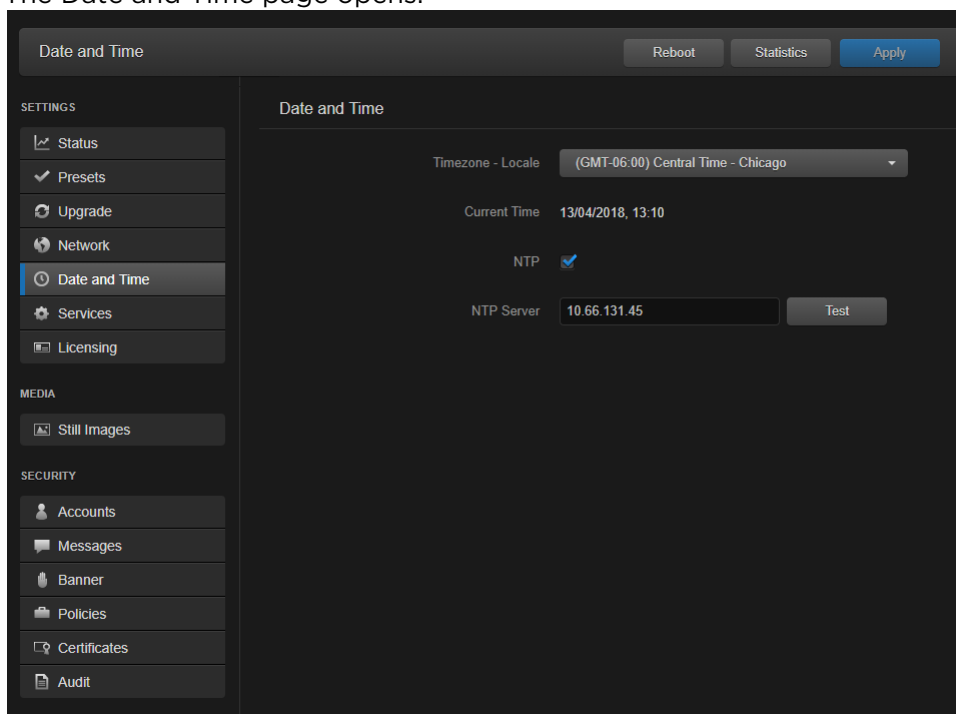 The Date and Time page opens.
Date and Time
Reboot
Statistics
Apply
SETTINGS
Status
Presets
Upgrade
Network
Date and Time
Services
Licensing
MEDIA
Still Images
SECURITY
Accounts
Messages
Banner
Policies
Certificates
Audit
Date and Time
Timezone - Locale (GMT-06:00) Central Time - Chicago
Current Time 13/04/2018, 13:10
NTP
NTP Server 10.66.131.45 Test